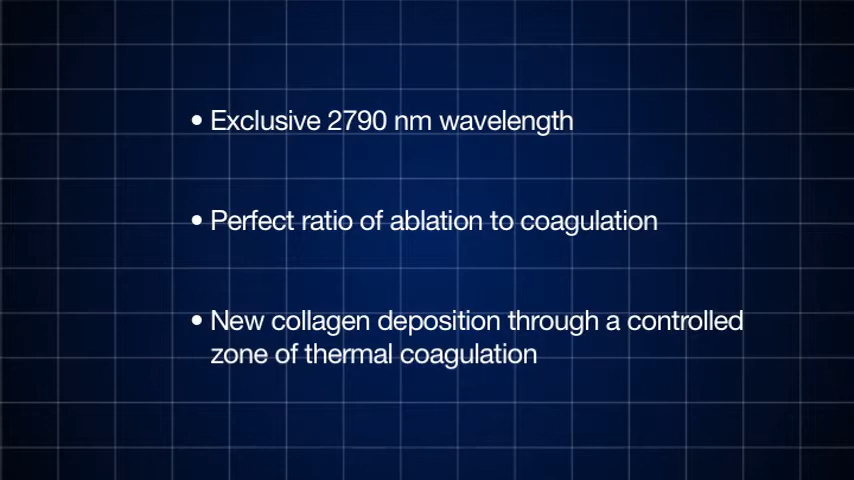 • Exclusive 2790 nm wavelength
• Perfect ratio of ablation to coagulation
• New collagen deposition through a controlled
zone of thermal coagulation